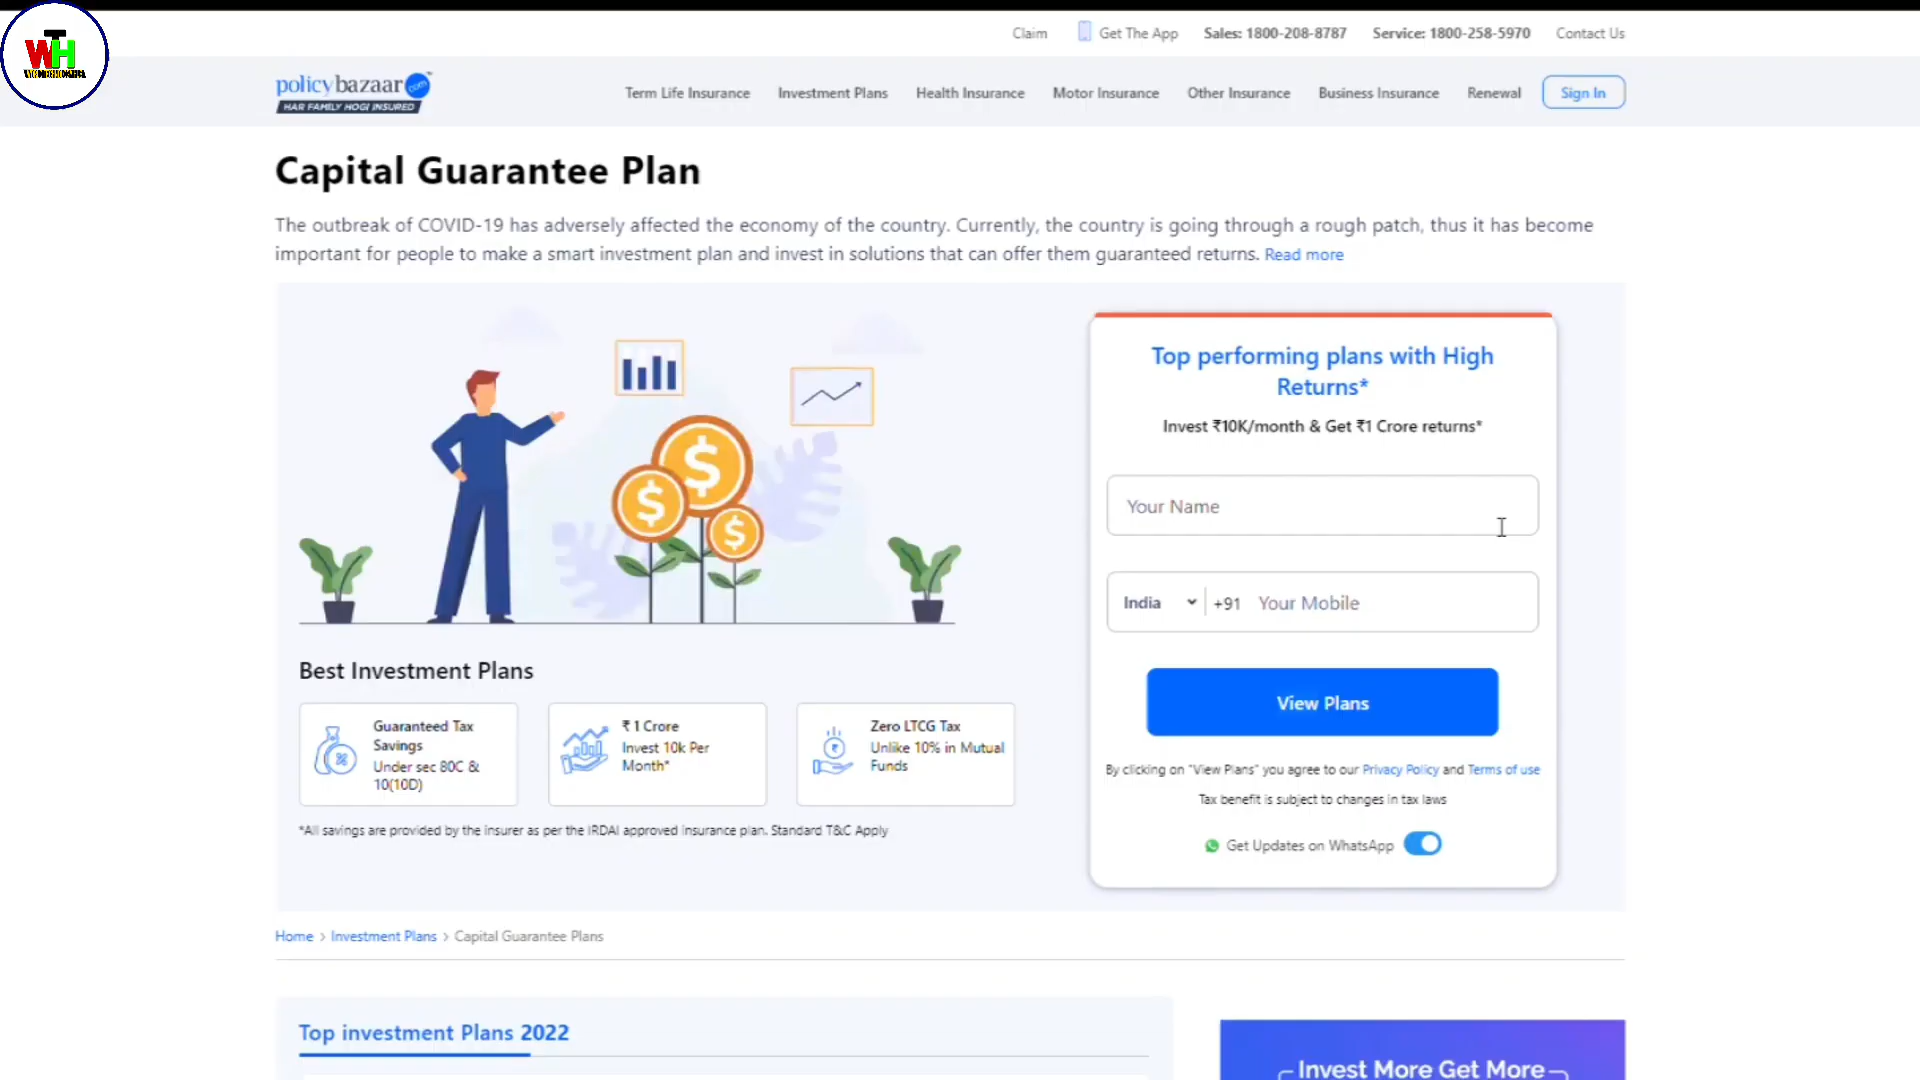 WTH
Claim
Get The App
Sales: 1800-208-8787
Service: 1800-258-5970
Contact Us
policybazaar.com
HAR FAMILY HOGI INSURED
Term Life Insurance
Investment Plans
Health Insurance
Motor Insurance
Other Insurance
Business Insurance
Renewal
Sign In
Capital Guarantee Plan
The outbreak of COVID-19 has adversely affected the economy of the country. Currently, the country is going through a rough patch, thus it has become
important for people to make a smart investment plan and invest in solutions that can offer them guaranteed returns. Read more
Top performing plans with High
Returns*
Invest ₹10K/month & Get ₹1 Crore returns*
Your Name
India +91 Your Mobile
View Plans
By clicking on "View Plans" you agree to our Privacy Policy and Terms of use
Tax benefit is subject to changes in tax laws
Get Updates on WhatsApp
Best Investment Plans
Guaranteed Tax
Savings
Under sec 80C &
10(10D)
₹ 1 Crore
Invest 10k Per
Month*
Zero LTCG Tax
Unlike 10% in Mutual
Funds
*All savings are provided by the insurer as per the IRDAI approved insurance plan. Standard T&C Apply
Home > Investment Plans > Capital Guarantee Plans
Top investment Plans 2022
Invest More Get More